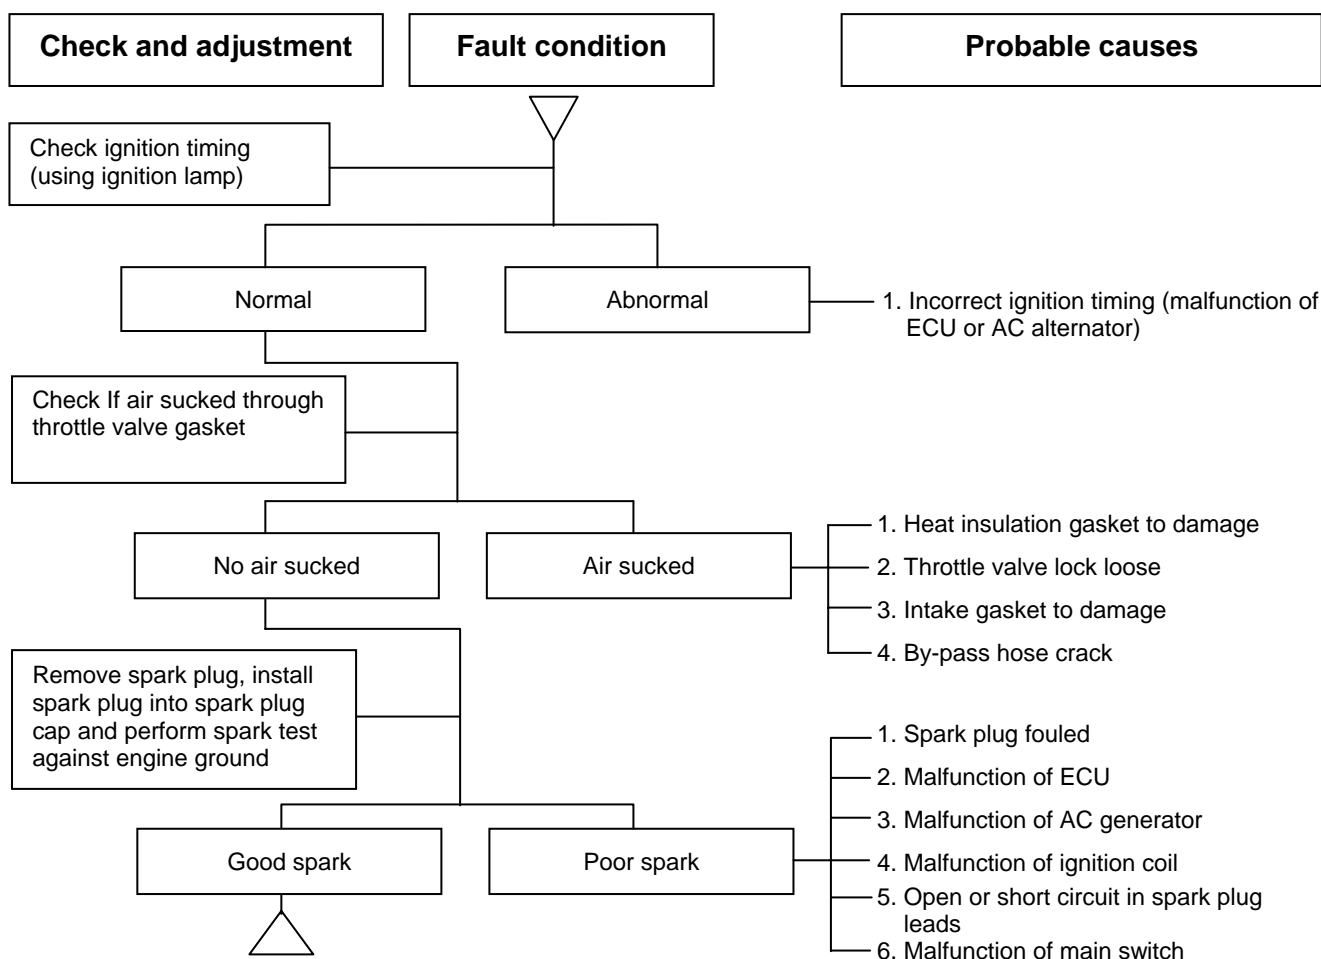 Check and adjustment
Fault condition
Probable causes
Check ignition timing
(using ignition lamp)
Normal
Abnormal
1. Incorrect ignition timing (malfunction of
ECU or AC alternator)
Check If air sucked through
throttle valve gasket
No air sucked
Air sucked
1. Heat insulation gasket to damage
2. Throttle valve lock loose
3. Intake gasket to damage
4. By-pass hose crack
Remove spark plug, install
spark plug into spark plug
cap and perform spark test
against engine ground
Good spark
Poor spark
1. Spark plug fouled
2. Malfunction of ECU
3. Malfunction of AC generator
4. Malfunction of ignition coil
5. Open or short circuit in spark plug
leads
6. Malfunction of main switch